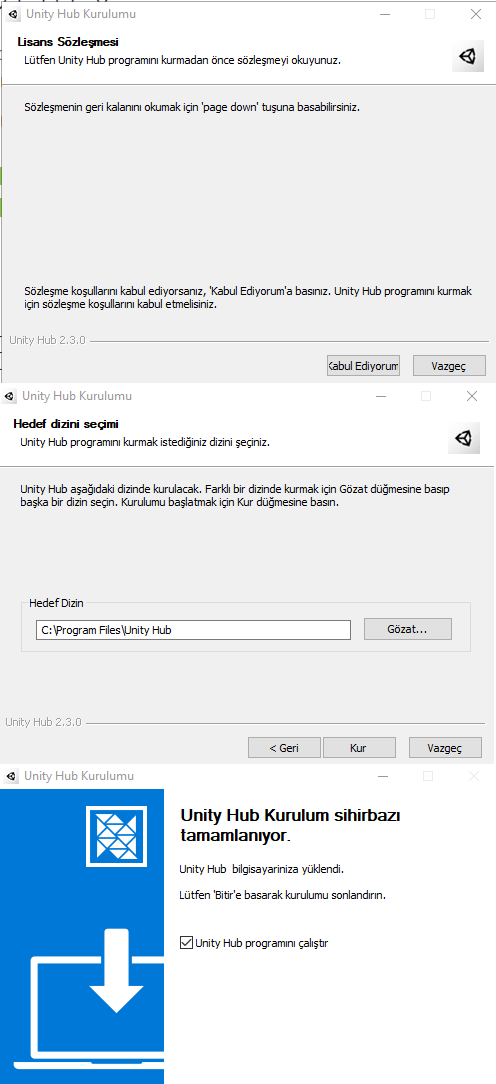 Unity Hub Kurulumu
Lisans Sözleşmesi
Lütfen Unity Hub programını kurmadan önce sözleşmeyi okuyunuz.
Sözleşmenin geri kalanını okumak için 'page down' tuşuna basabilirsiniz.
Sözleşme koşullarını kabul ediyorsanız, 'Kabul Ediyorum'a basınız. Unity Hub programını kurmak
için sözleşme koşullarını kabul etmelisiniz.
Unity Hub 2.3.0
Kabul Ediyorum
Vazgeç
Unity Hub Kurulumu
Hedef dizini seçimi
Unity Hub programını kurmak istediğiniz dizini şeçiniz.
Unity Hub aşağıdaki dizinde kurulacak. Farklı bir dizinde kurmak için Gözat düğmesine basıp
başka bir dizin seçin. Kurulumu başlatmak için Kur düğmesine basın.
Hedef Dizin
C:\Program Files\Unity Hub
Gözat...
Unity Hub 2.3.0
< Geri
Kur
Vazgeç
Unity Hub Kurulumu
Unity Hub Kurulum sihirbazı
tamamlanıyor.
Unity Hub bilgisayariniza yüklendi.
Lütfen 'Bitir'e basarak kurulumu sonlandırın.
Unity Hub programını çalıştır